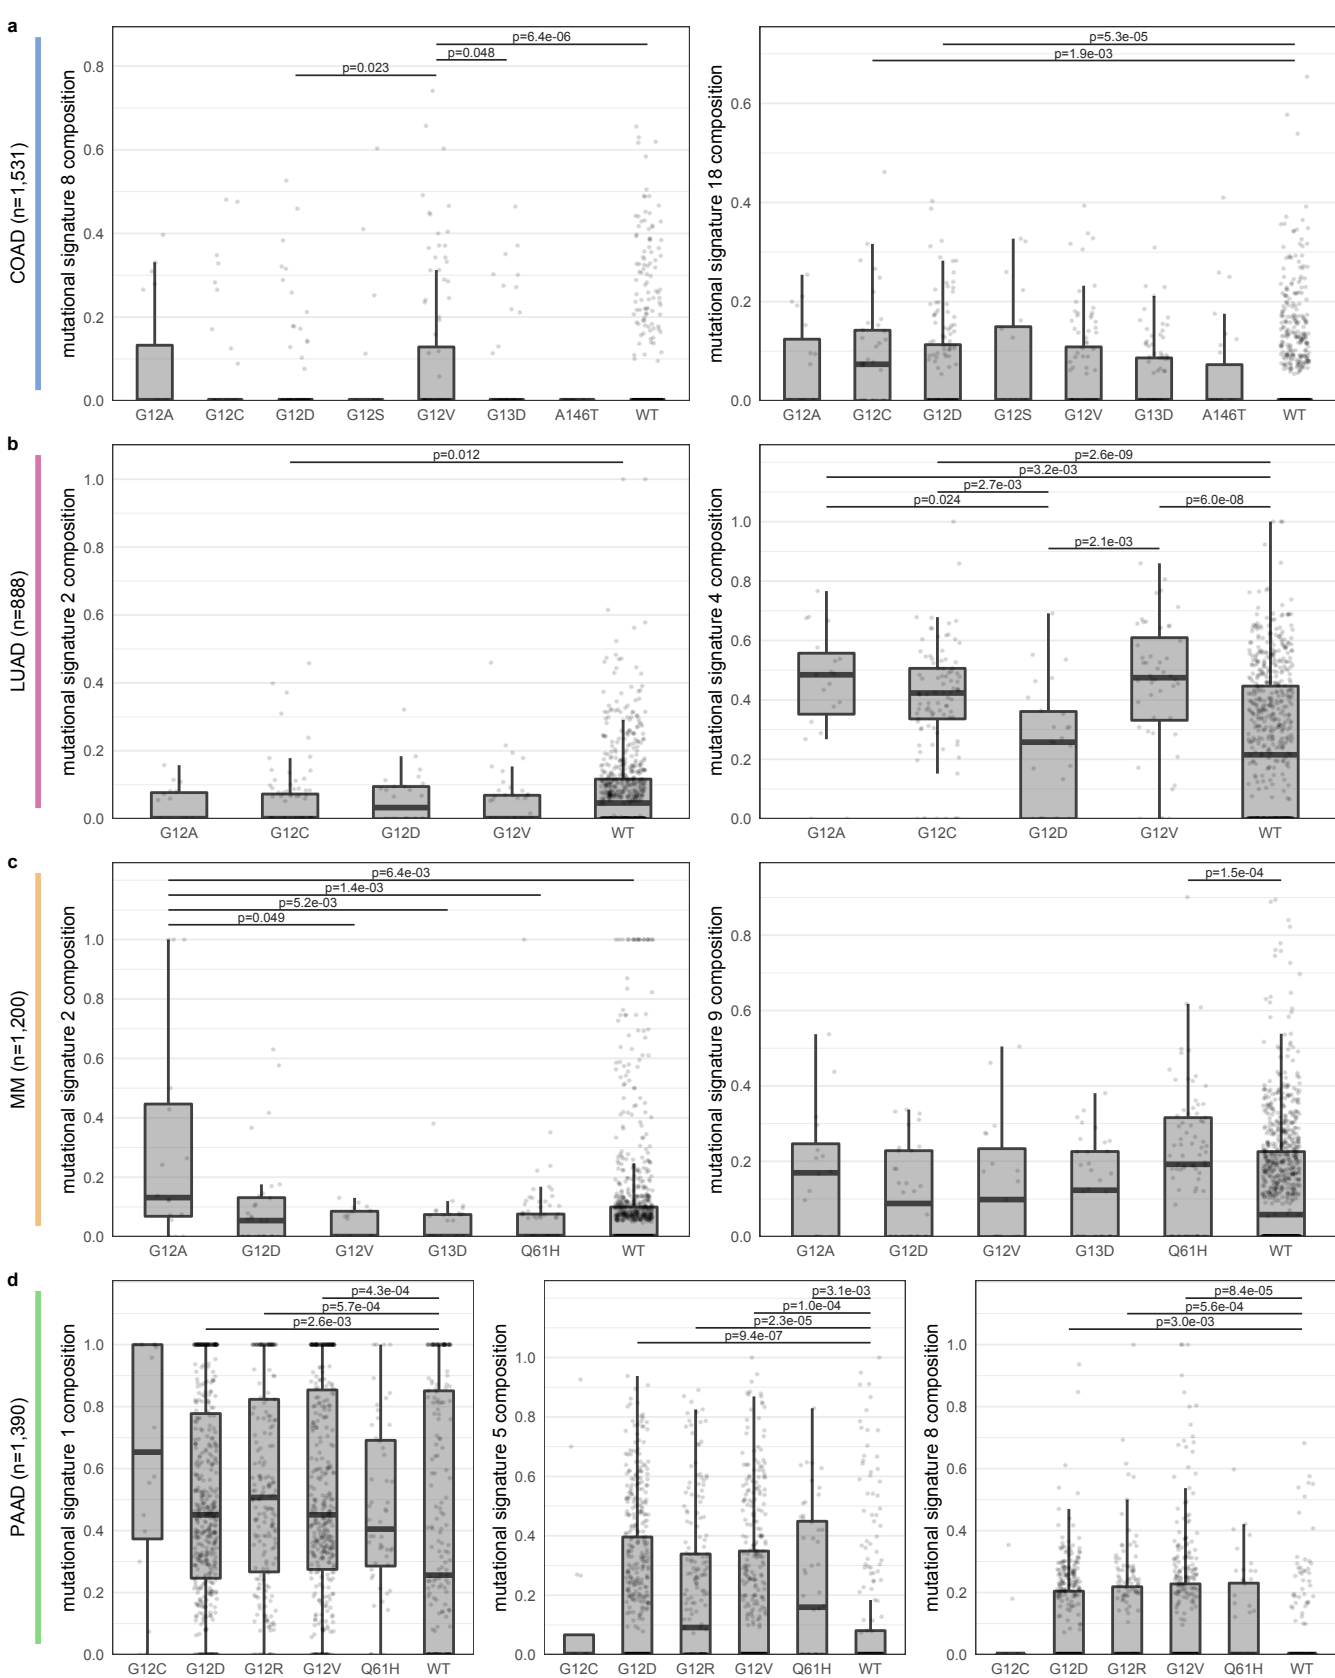 a
COAD (n=1,531)
mutational signature 8 composition
0.8
0.6
0.4
0.2
0.0
p=6.4e-06
p=0.048
p=0.023
G12A G12C G12D G12S G12V G13D A146T WT
mutational signature 18 composition
0.6
0.4
0.2
0.0
p=5.3e-05
p=1.9e-03
G12A G12C G12D G12S G12V G13D A146T WT
b
LUAD (n=888)
mutational signature 2 composition
1.0
0.8
0.6
0.4
0.2
0.0
p=0.012
G12A G12C G12D G12V WT
mutational signature 4 composition
1.0
0.8
0.6
0.4
0.2
0.0
p=2.6e-09
p=3.2e-03
p=2.7e-03
p=0.024
p=6.0e-08
p=2.1e-03
G12A G12C G12D G12V WT
c
MM (n=1,200)
mutational signature 2 composition
1.0
0.8
0.6
0.4
0.2
0.0
p=6.4e-03
p=1.4e-03
p=5.2e-03
p=0.049
G12A G12D G12V G13D Q61H WT
mutational signature 9 composition
0.8
0.6
0.4
0.2
0.0
p=1.5e-04
G12A G12D G12V G13D Q61H WT
d
PAAD (n=1,390)
mutational signature 1 composition
1.0
0.8
0.6
0.4
0.2
0.0
p=4.3e-04
p=5.7e-04
p=2.6e-03
G12C G12D G12R G12V Q61H WT
mutational signature 5 composition
1.0
0.8
0.6
0.4
0.2
0.0
p=3.1e-03
p=1.0e-04
p=2.3e-05
p=9.4e-07
G12C G12D G12R G12V Q61H WT
mutational signature 8 composition
1.0
0.8
0.6
0.4
0.2
0.0
p=8.4e-05
p=5.6e-04
p=3.0e-03
G12C G12D G12R G12V Q61H WT